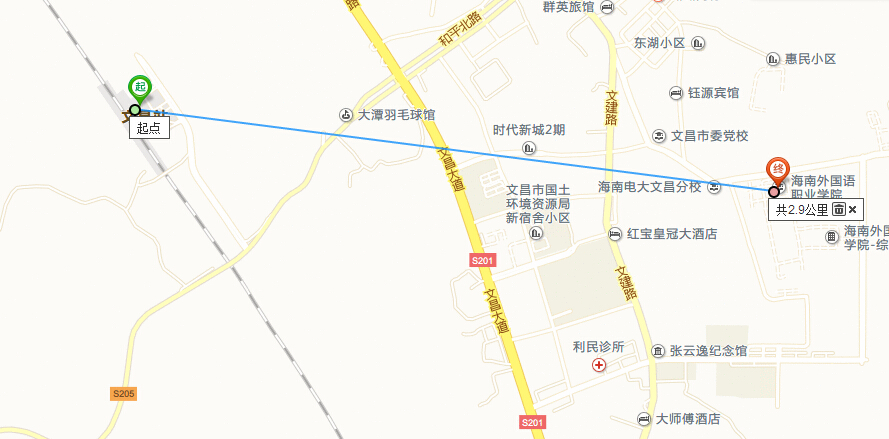 群英旅馆
和平北路
路
东湖小区
惠民小区
起
文昌站
起点
大潭羽毛球馆
文建路
钰源宾馆
时代新城2期
文昌市委党校
文昌大道
终
海南外国语
职业学院
文昌市国土
环境资源局
新宿舍小区
海南电大文昌分校
共2.9公里
红宝皇冠大酒店
海南外国
学院-综
S201
文建路
文昌大道
利民诊所
张云逸纪念馆
S205
S201
大师傅酒店